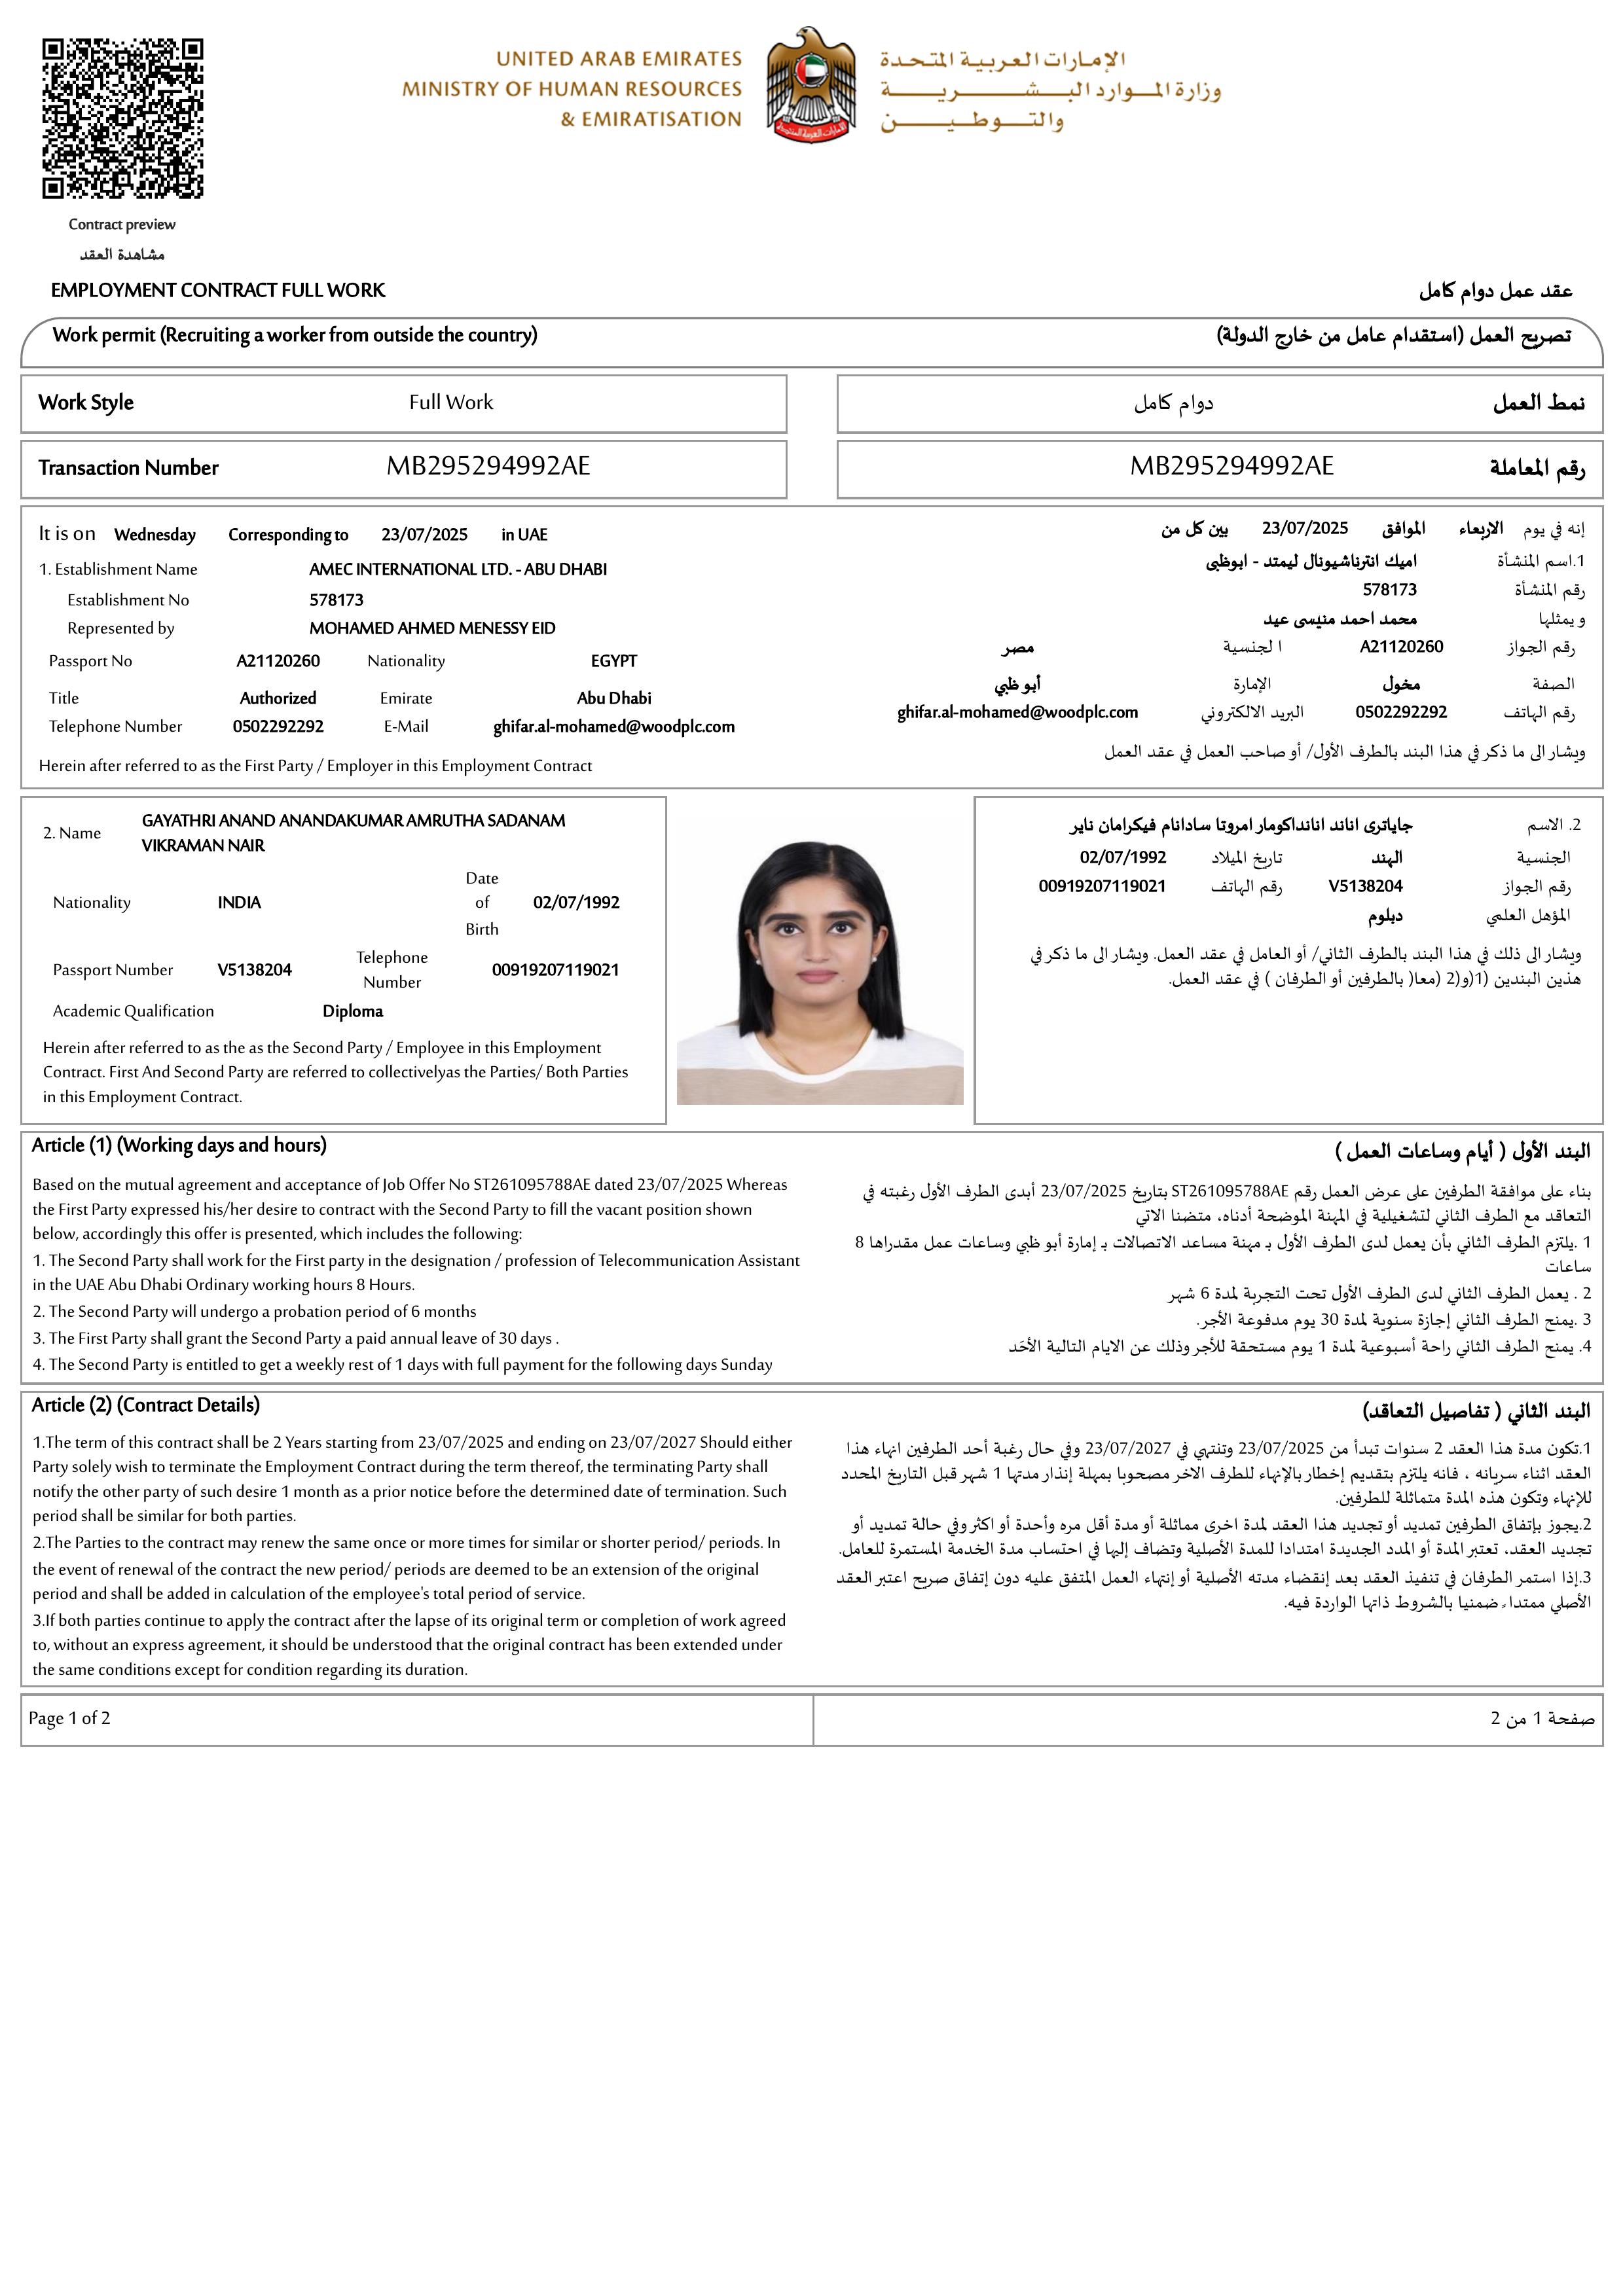 UNITED ARAB EMIRATES
MINISTRY OF HUMAN RESOURCES
& EMIRATISATION
الإمارات العربية المتحدة
وزارة الموارد البشرية
والتوطين
Contract preview
مشاهدة العقد
EMPLOYMENT CONTRACT FULL WORK
عقد عمل دوام كامل
Work permit (Recruiting a worker from outside the country)
تصريح العمل (استقدام عامل من خارج الدولة)
Work Style Full Work
نمط العمل دوام كامل
Transaction Number MB295294992AE
رقم المعاملة MB295294992AE
It is on Wednesday Corresponding to 23/07/2025 in UAE
1. Establishment Name AMEC INTERNATIONAL LTD. - ABU DHABI
Establishment No 578173
Represented by MOHAMED AHMED MENESSY EID
Passport No A21120260 Nationality EGYPT
Title Authorized Emirate Abu Dhabi
Telephone Number 0502292292 E-Mail ghifar.al-mohamed@woodplc.com
Herein after referred to as the First Party / Employer in this Employment Contract
إنه في يوم الاربعاء الموافق 23/07/2025 بين كل من
1.اسم المنشأة اميك انترناشيونال ليمتد - ابوظبى
رقم المنشأة 578173
و يمثلها محمد احمد منيسى عيد
رقم الجواز A21120260 ا لجنسية مصر
الصفة مخول الإمارة أبو ظبي
رقم الهاتف 0502292292 البريد الالكتروني ghifar.al-mohamed@woodplc.com
ويشار الى ما ذكر في هذا البند بالطرف الأول/ أو صاحب العمل في عقد العمل
2. Name GAYATHRI ANAND ANANDAKUMAR AMRUTHA SADANAM
VIKRAMAN NAIR
Nationality INDIA Date of Birth 02/07/1992
Passport Number V5138204 Telephone Number 00919207119021
Academic Qualification Diploma
Herein after referred to as the as the Second Party / Employee in this Employment
Contract. First And Second Party are referred to collectivelyas the Parties/ Both Parties
in this Employment Contract.
2. الاسم جاياترى اناند انانداكومار امروتا سادانام فيكرامان ناير
الجنسية الهند تاريخ الميلاد 02/07/1992
رقم الجواز V5138204 رقم الهاتف 00919207119021
المؤهل العلمي دبلوم
ويشار الى ذلك في هذا البند بالطرف الثاني/ أو العامل في عقد العمل. ويشار الى ما ذكر في
هذين البندين (1)و(2 (معا( بالطرفين أو الطرفان ) في عقد العمل.
Article (1) (Working days and hours)
Based on the mutual agreement and acceptance of Job Offer No ST261095788AE dated 23/07/2025 Whereas
the First Party expressed his/her desire to contract with the Second Party to fill the vacant position shown
below, accordingly this offer is presented, which includes the following:
1. The Second Party shall work for the First party in the designation / profession of Telecommunication Assistant
in the UAE Abu Dhabi Ordinary working hours 8 Hours.
2. The Second Party will undergo a probation period of 6 months
3. The First Party shall grant the Second Party a paid annual leave of 30 days .
4. The Second Party is entitled to get a weekly rest of 1 days with full payment for the following days Sunday
البند الأول ( أيام وساعات العمل )
بناء على موافقة الطرفين على عرض العمل رقم ST261095788AE بتاريخ 23/07/2025 أبدى الطرف الأول رغبته في
التعاقد مع الطرف الثاني لتشغيلية في المهنة الموضحة أدناه، متضنا الاتي
1 .يلتزم الطرف الثاني بأن يعمل لدى الطرف الأول بـ مهنة مساعد الاتصالات بـ إمارة أبو ظبي وساعات عمل مقدراها 8
ساعات
2 . يعمل الطرف الثاني لدى الطرف الأول تحت التجربة لمدة 6 شهر
3 .يمنح الطرف الثاني إجازة سنوية لمدة 30 يوم مدفوعة الأجر.
4. يمنح الطرف الثاني راحة أسبوعية لمدة 1 يوم مستحقة للأجر وذلك عن الايام التالية الأحَد
Article (2) (Contract Details)
1.The term of this contract shall be 2 Years starting from 23/07/2025 and ending on 23/07/2027 Should either
Party solely wish to terminate the Employment Contract during the term thereof, the terminating Party shall
notify the other party of such desire 1 month as a prior notice before the determined date of termination. Such
period shall be similar for both parties.
2.The Parties to the contract may renew the same once or more times for similar or shorter period/ periods. In
the event of renewal of the contract the new period/ periods are deemed to be an extension of the original
period and shall be added in calculation of the employee's total period of service.
3.If both parties continue to apply the contract after the lapse of its original term or completion of work agreed
to, without an express agreement, it should be understood that the original contract has been extended under
the same conditions except for condition regarding its duration.
البند الثاني ( تفاصيل التعاقد)
1.تكون مدة هذا العقد 2 سنوات تبدأ من 23/07/2025 وتنتهي في 23/07/2027 وفي حال رغبة أحد الطرفين انهاء هذا
العقد اثناء سريانه ، فانه يلتزم بتقديم إخطار بالإنهاء للطرف الاخر مصحوبا بمهلة إنذار مدتها 1 شهر قبل التاريخ المحدد
للإنهاء وتكون هذه المدة متماثلة للطرفين.
2.يجوز بإتفاق الطرفين تمديد أو تجديد هذا العقد لمدة اخرى مماثلة أو مدة أقل مره وأحدة أو اكثر وفي حالة تمديد أو
تجديد العقد، تعتبر المدة أو المدد الجديدة امتدادا للمدة الأصلية وتضاف إليها في احتساب مدة الخدمة المستمرة للعامل.
3.إذا استمر الطرفان في تنفيذ العقد بعد إنقضاء مدته الأصلية أو إنتهاء العمل المتفق عليه دون إتفاق صريح اعتبر العقد
الأصلي ممتداء ضمنيا بالشروط ذاتها الواردة فيه.
Page 1 of 2
صفحة 1 من 2